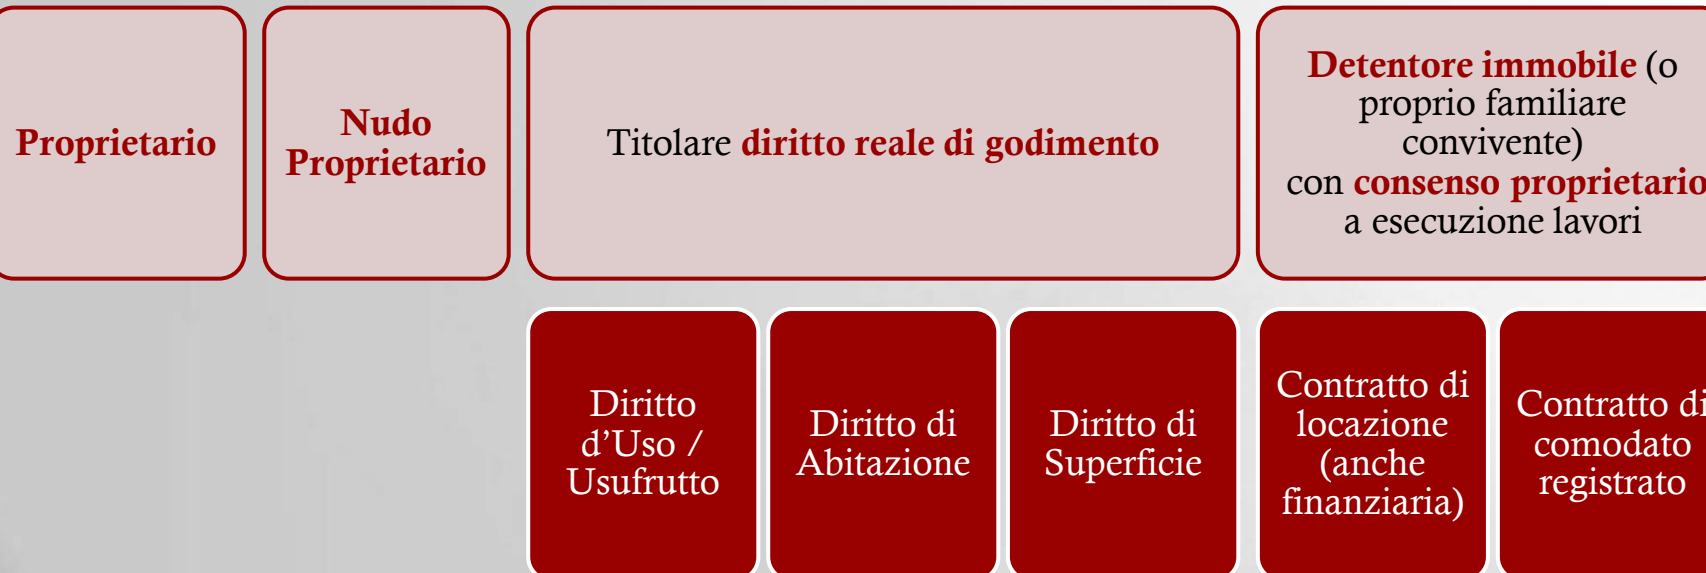 Proprietario
Nudo
Proprietario
Titolare diritto reale di godimento
Detentore immobile (o
proprio familiare
convivente)
con consenso proprietario
a esecuzione lavori
Diritto
d’Uso /
Usufrutto
Diritto di
Abitazione
Diritto di
Superficie
Contratto di
locazione
(anche
finanziaria)
Contratto di
comodato
registrato